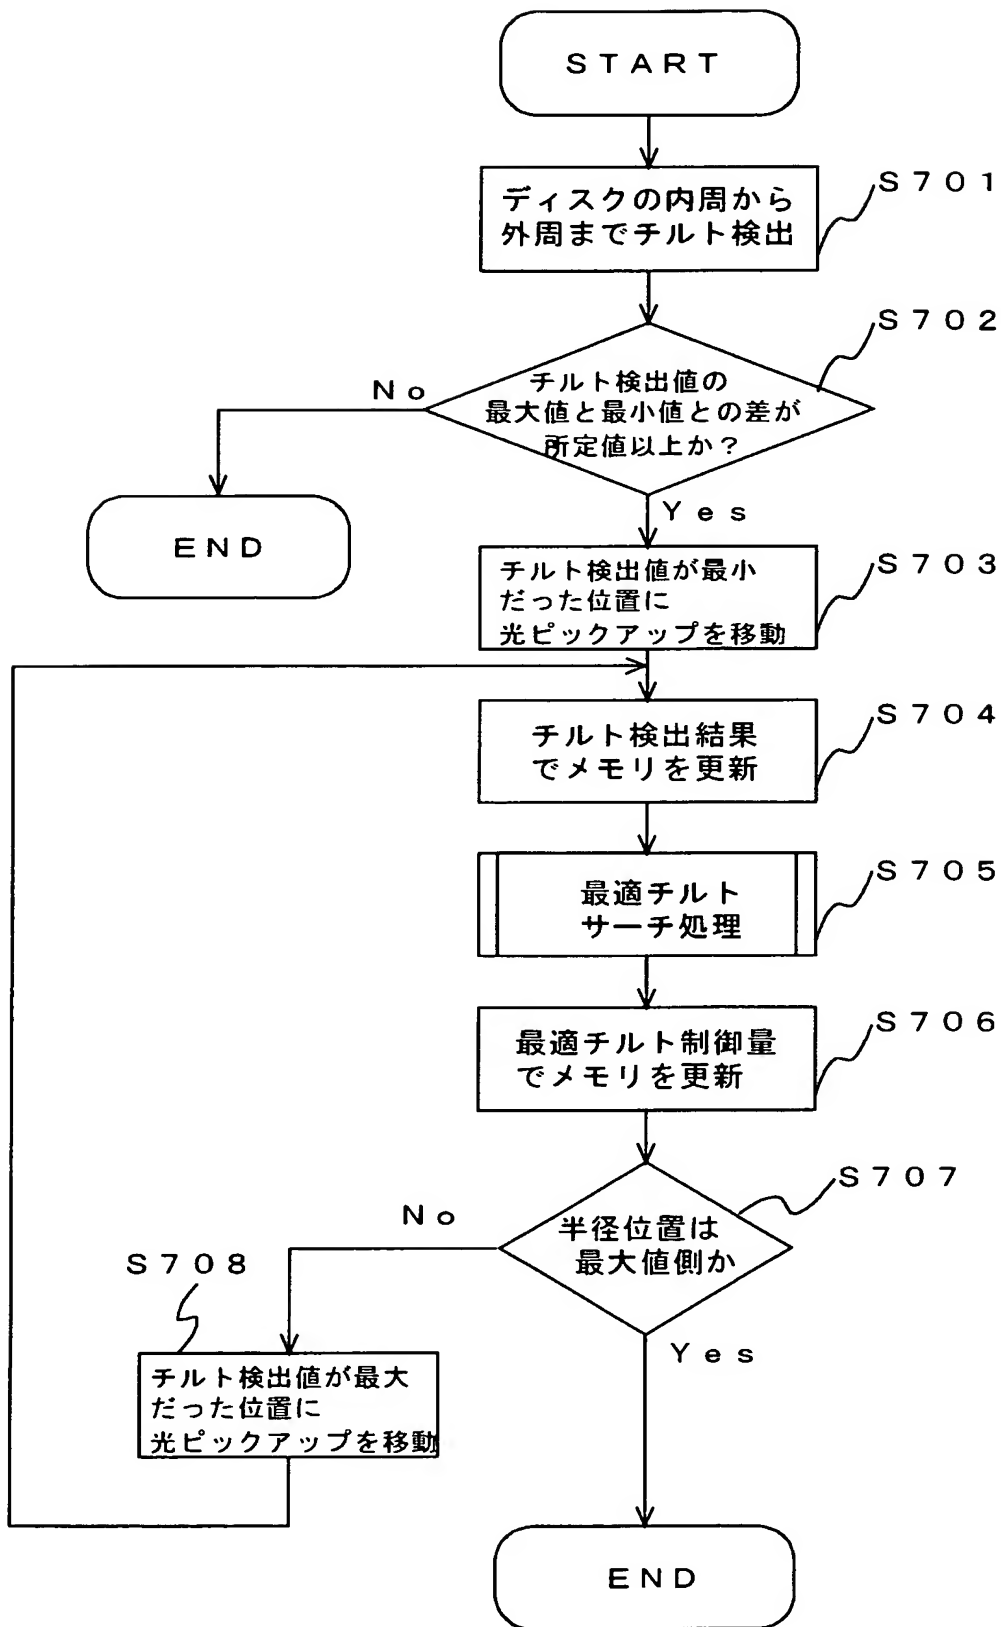 START
ディスクの内周から
外周までチルト検出
S701
S702
チルト検出値の
最大値と最小値との差が
所定値以上か?
No
END
Yes
チルト検出値が最小
だった位置に
光ピックアップを移動
S703
チルト検出結果
でメモリを更新
S704
最適チルト
サーチ処理
S705
最適チルト制御量
でメモリを更新
S706
S707
半径位置は
最大値側か
No
S708
チルト検出値が最大
だった位置に
光ピックアップを移動
Yes
END